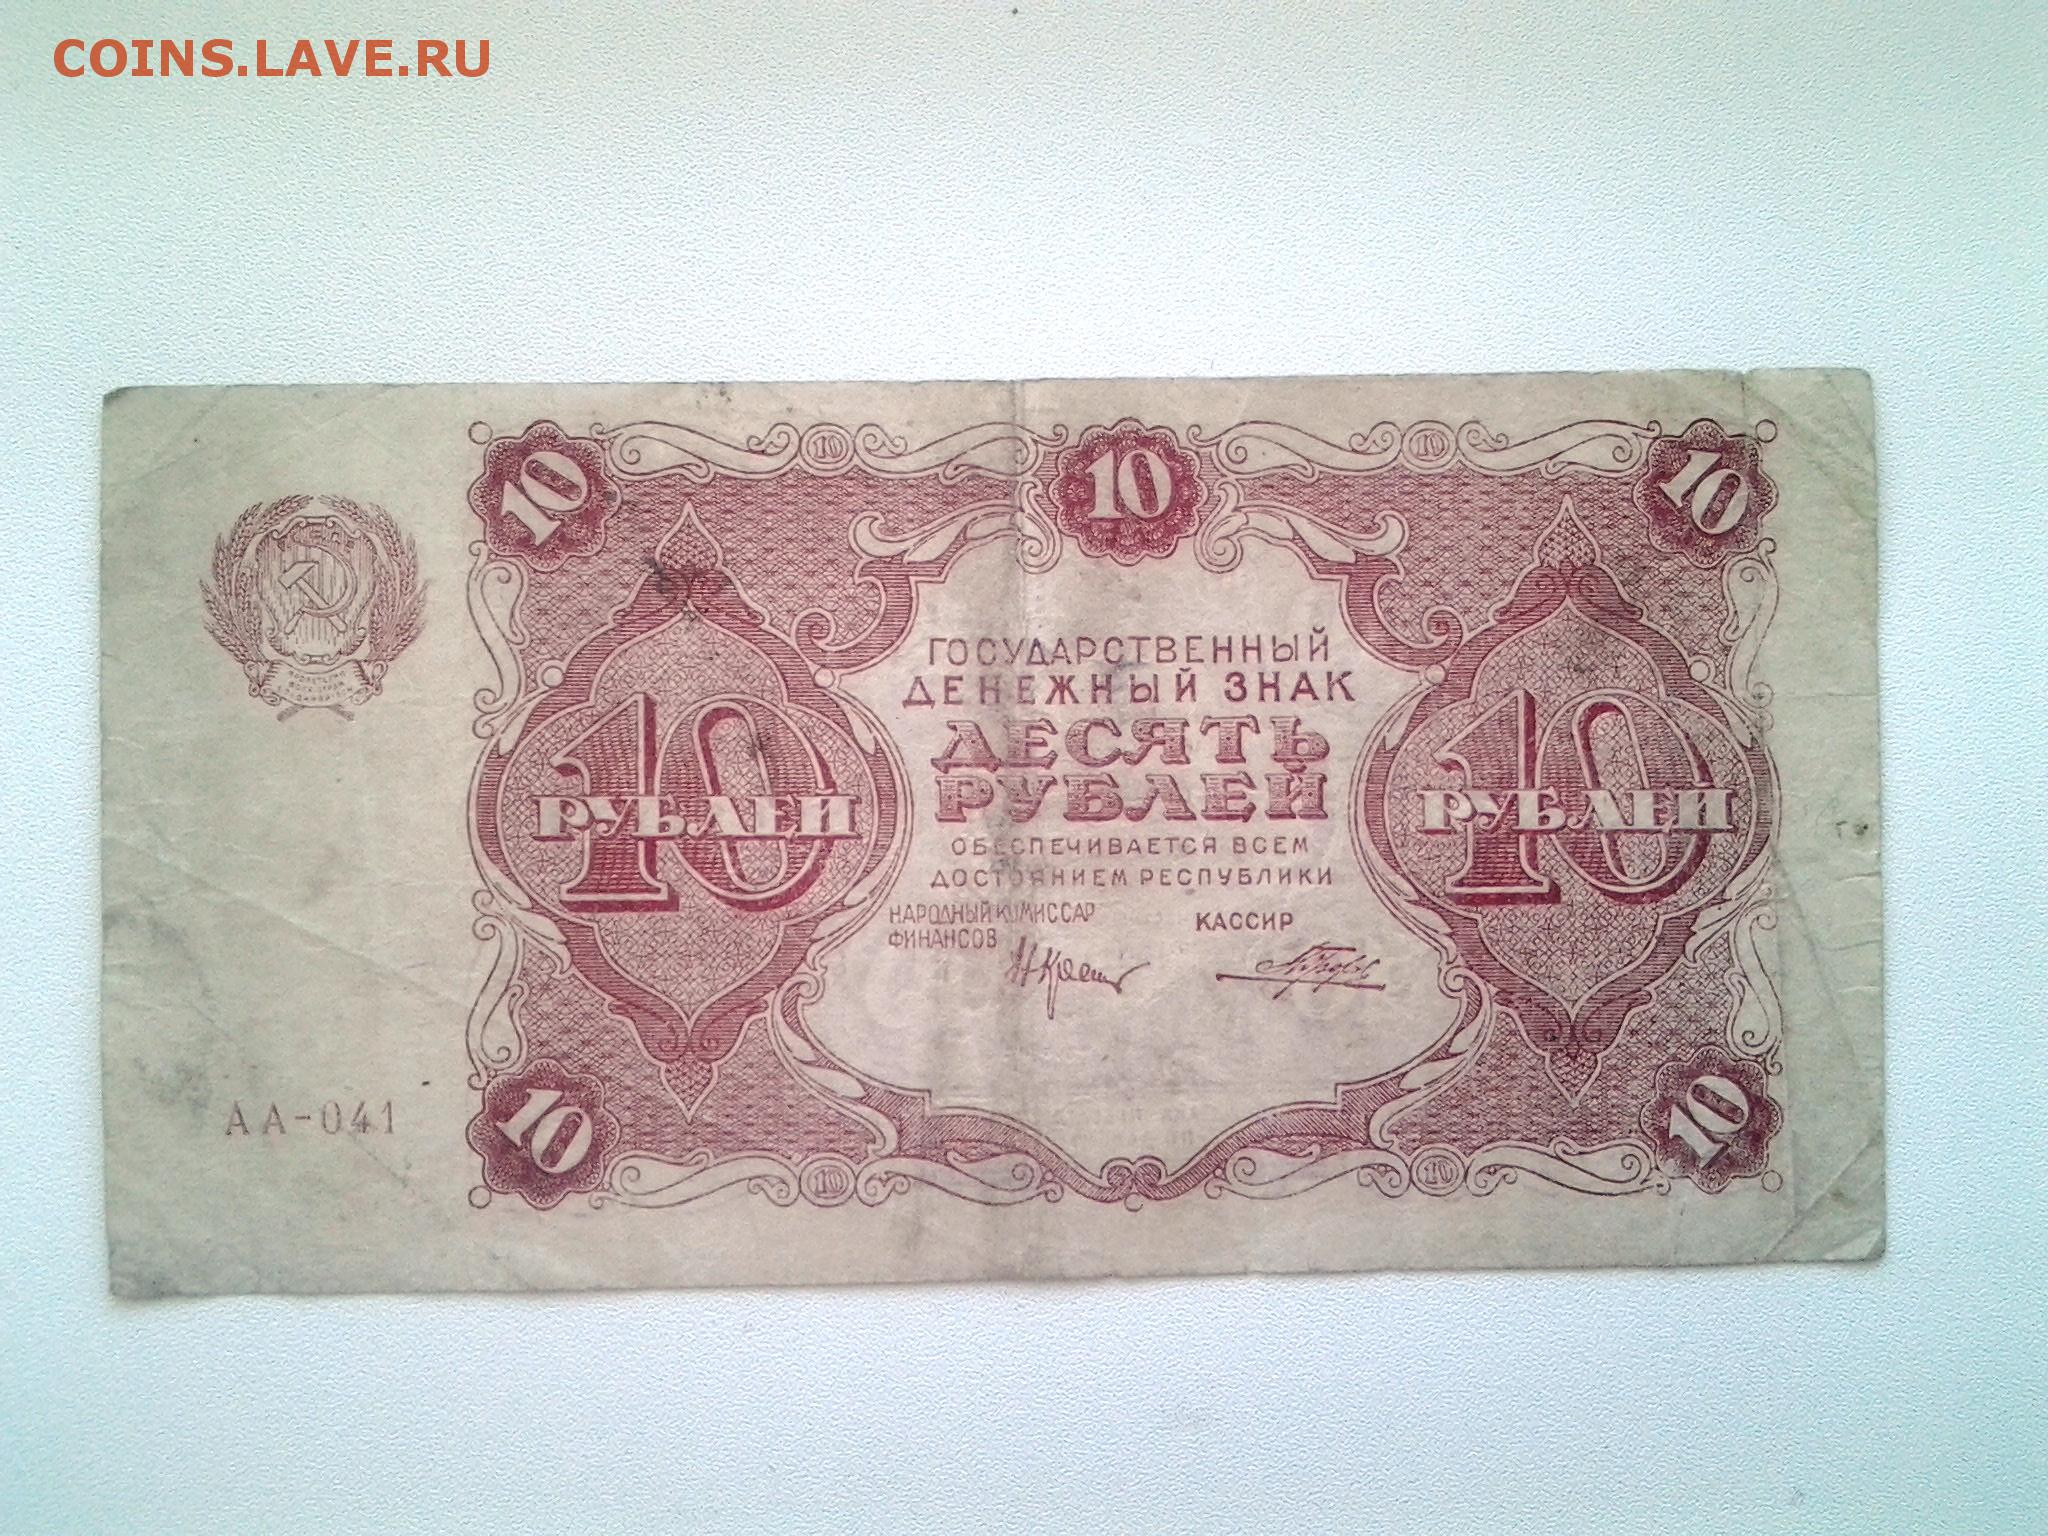 COINS.LAVE.RU
10 10 10 10 10
ГОСУДАРСТВЕННЫЙ
ДЕНЕЖНЫЙ ЗНАК
ДЕСЯТЬ
РУБЛЕЙ
10 РУБЛЕЙ
10 РУБЛЕЙ
ОБЕСПЕЧИВАЕТСЯ ВСЕМ
ДОСТОЯНИЕМ РЕСПУБЛИКИ
НАРОДНЫЙ КОМИССАР
ФИНАНСОВ
КАССИР
АА-041
10 10 10 10